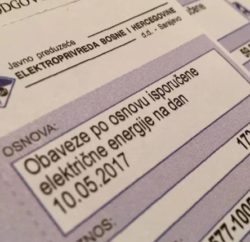 Javno preduzeće
ELEKTROPRIVREDA BOSNE I HERCEGOVINE
d.d. - Sarajevo
OSNOVA:
Obaveze po osnovu isporučene
električne energije na dan
10.05.2017